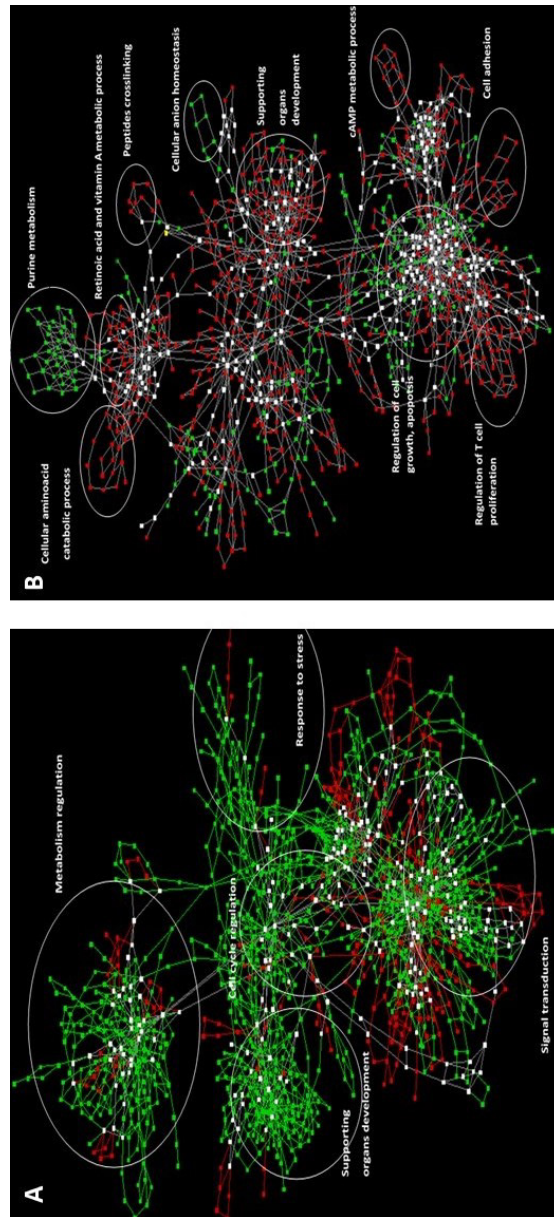 A
Metabolism regulation
Response to stress
Cell cycle regulation
Supporting
organs development
Signal transduction
B
Purine metabolism
Retinoic acid and vitamin A metabolic process
Peptides crosslinking
Cellular anion homeostasis
Cellular aminoacid
catabolic process
Supporting
organs
development
cAMP metabolic process
Cell adhesion
Regulation of cell
growth, apopotsis
Regulation of T cell
proliferation